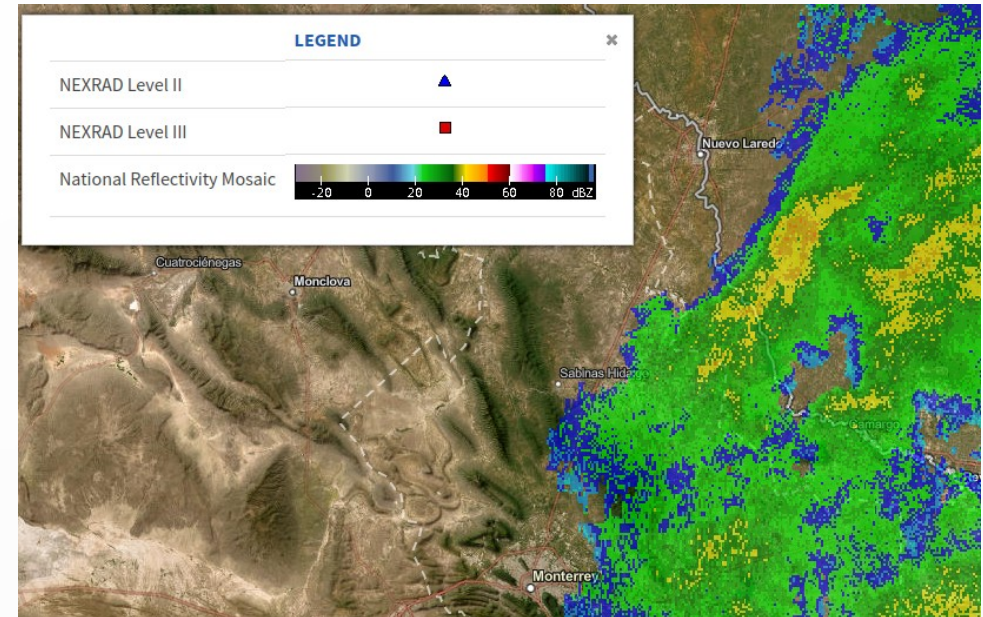 LEGEND ✖
NEXRAD Level II
NEXRAD Level III
National Reflectivity Mosaic
-20 0 20 40 60 80 dBZ
Nuevo Laredo
Cuatrociénegas
Monclova
Sabinas Hidalgo
Camargo
Monterrey